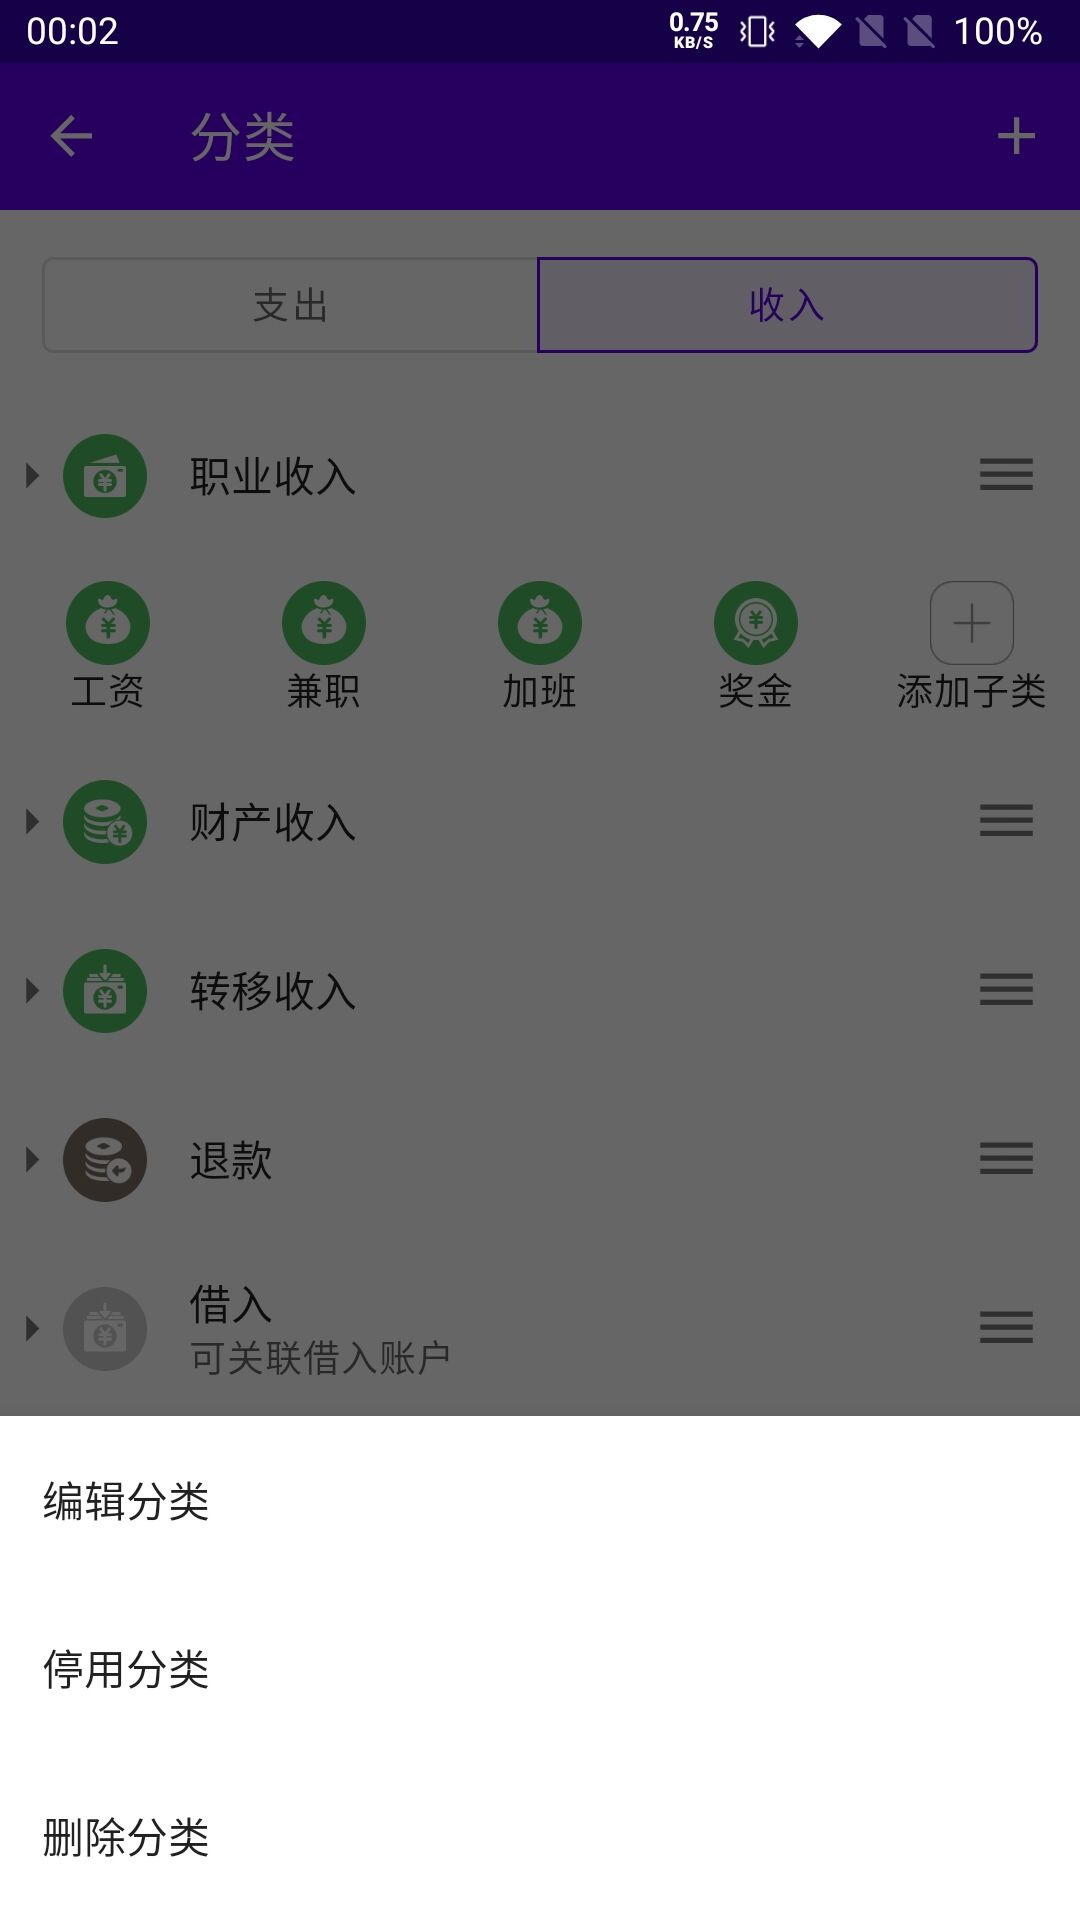 00:02
0.75
KB/S
100%
分类
支出
收入
职业收入
工资
兼职
加班
奖金
添加子类
财产收入
转移收入
退款
借入
可关联借入账户
编辑分类
停用分类
删除分类